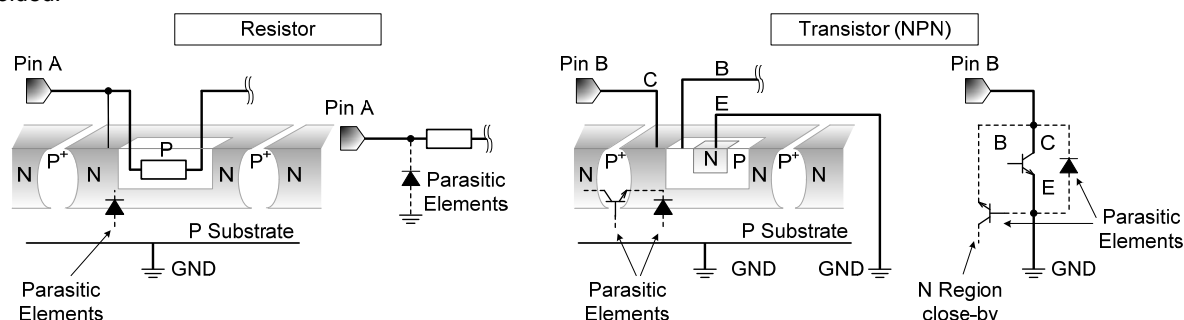 Resistor
Pin A
N
P+
N
P
N
P+
N
P Substrate
GND
Parasitic
Elements
Pin A
Parasitic
Elements
Transistor (NPN)
Pin B
C
B
E
N
P+
N
N
P
N
P+
N
P Substrate
GND
GND
Parasitic
Elements
Pin B
B
C
E
Parasitic
Elements
GND
N Region
close-by